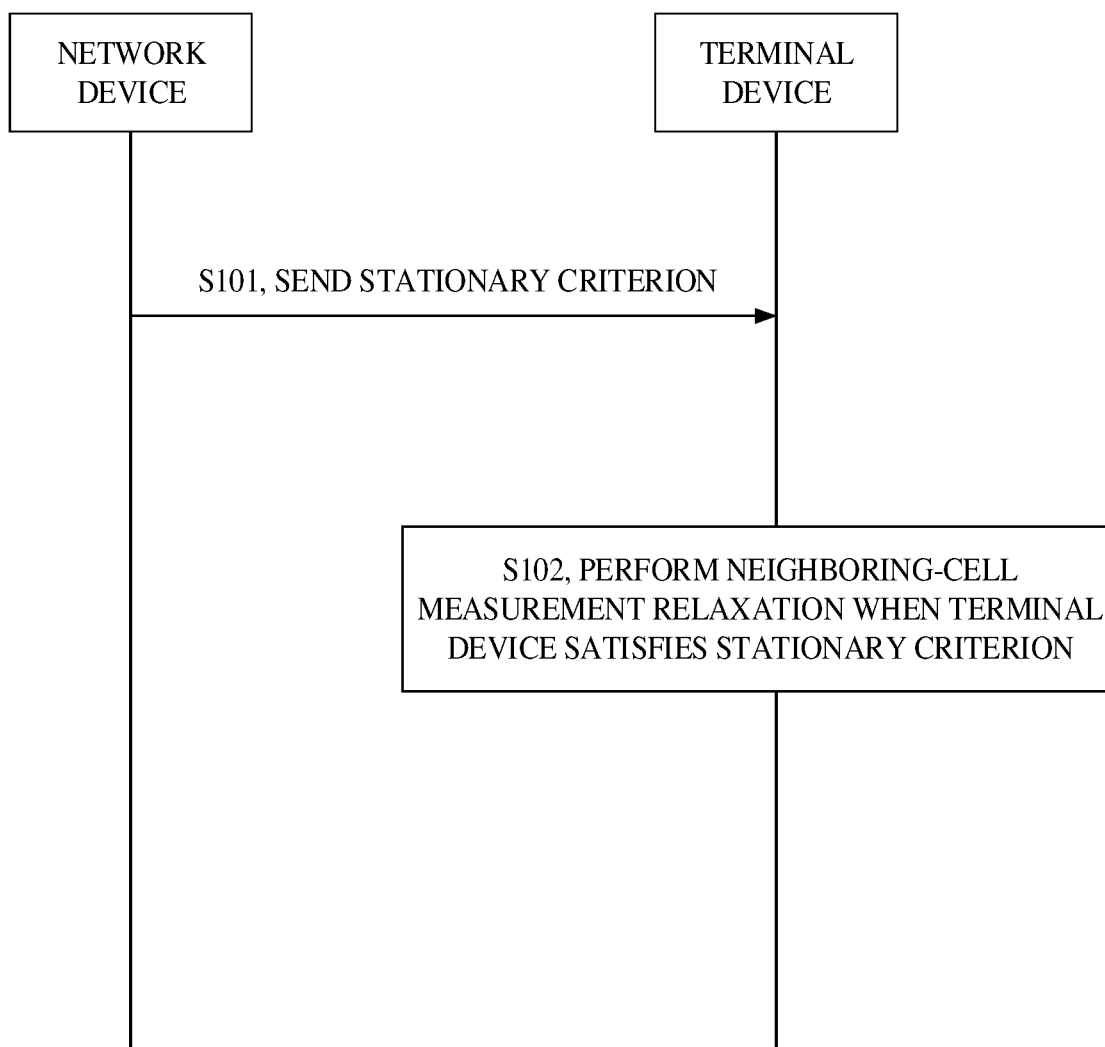 NETWORK
DEVICE
TERMINAL
DEVICE
S101, SEND STATIONARY CRITERION
S102, PERFORM NEIGHBORING-CELL
MEASUREMENT RELAXATION WHEN TERMINAL
DEVICE SATISFIES STATIONARY CRITERION